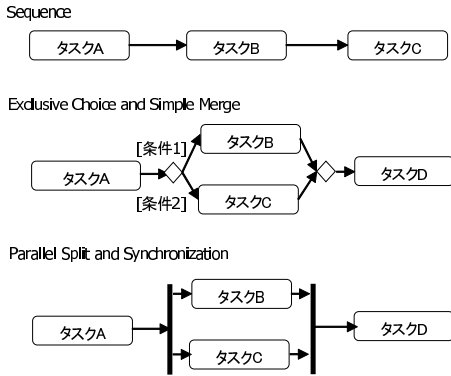 Sequence
タスクA
タスクB
タスクC
Exclusive Choice and Simple Merge
[条件1]
タスクB
タスクA
タスクD
[条件2]
タスクC
Parallel Split and Synchronization
タスクB
タスクA
タスクD
タスクC